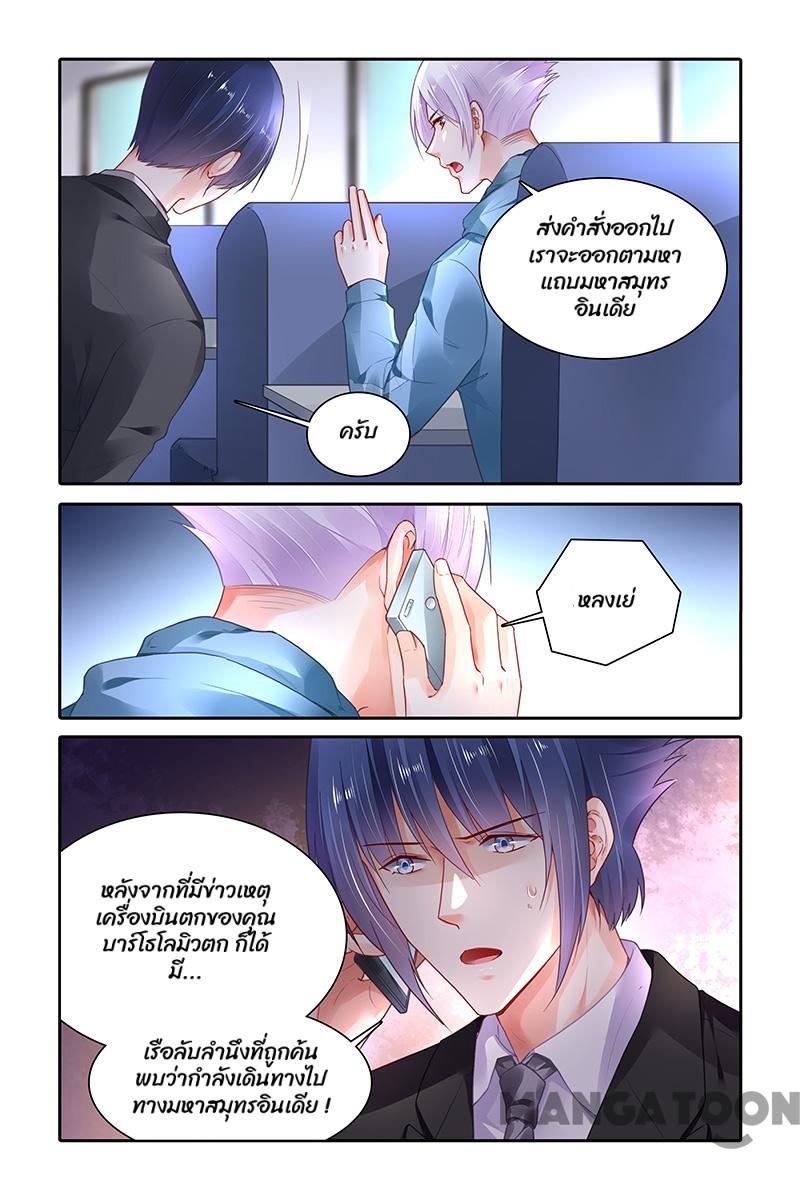 ส่งคำสั่งออกไป
เราจะออกตามหา
แถบมหาสมุทร
อินเดีย
ครับ
หลงเย่
หลังจากที่มีข่าวเหตุ
เครื่องบินตกของคุณ
บาร์โธโลมิวตก ก็ได้
มี...
เรือลับลำนึงที่ถูกค้น
พบว่ากำลังเดินทางไป
ทางมหาสมุทรอินเดีย !
MANGATOON